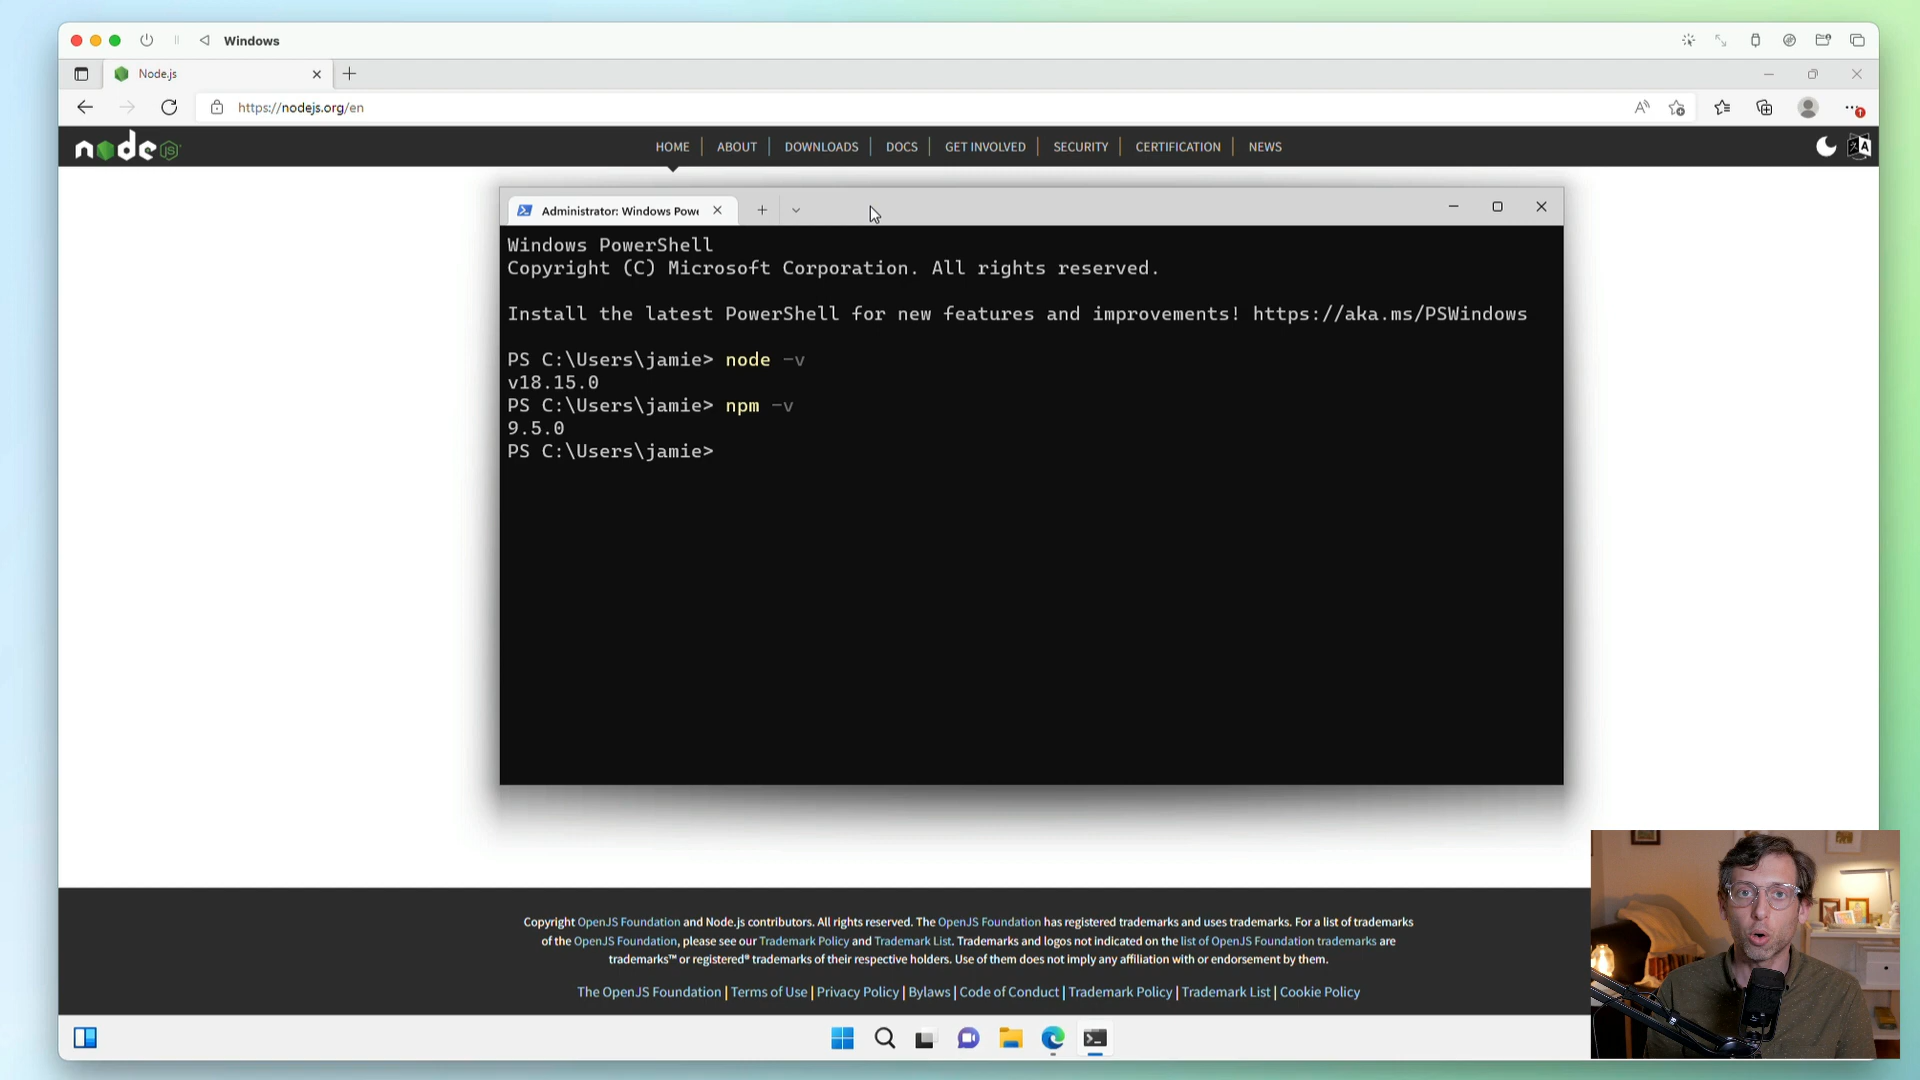 Windows
Node.js
https://nodejs.org/en
node JS
HOME ABOUT DOWNLOADS DOCS GET INVOLVED SECURITY CERTIFICATION NEWS
Administrator: Windows Powe
Windows PowerShell
Copyright (C) Microsoft Corporation. All rights reserved.
Install the latest PowerShell for new features and improvements! https://aka.ms/PSWindows
PS C:\Users\jamie> node -v
v18.15.0
PS C:\Users\jamie> npm -v
9.5.0
PS C:\Users\jamie>
Copyright OpenJS Foundation and Node.js contributors. All rights reserved. The OpenJS Foundation has registered trademarks and uses trademarks. For a list of trademarks
of the OpenJS Foundation, please see our Trademark Policy and Trademark List. Trademarks and logos not indicated on the list of OpenJS Foundation trademarks are
trademarks™ or registered® trademarks of their respective holders. Use of them does not imply any affiliation with or endorsement by them.
The OpenJS Foundation | Terms of Use | Privacy Policy | Bylaws | Code of Conduct | Trademark Policy | Trademark List | Cookie Policy